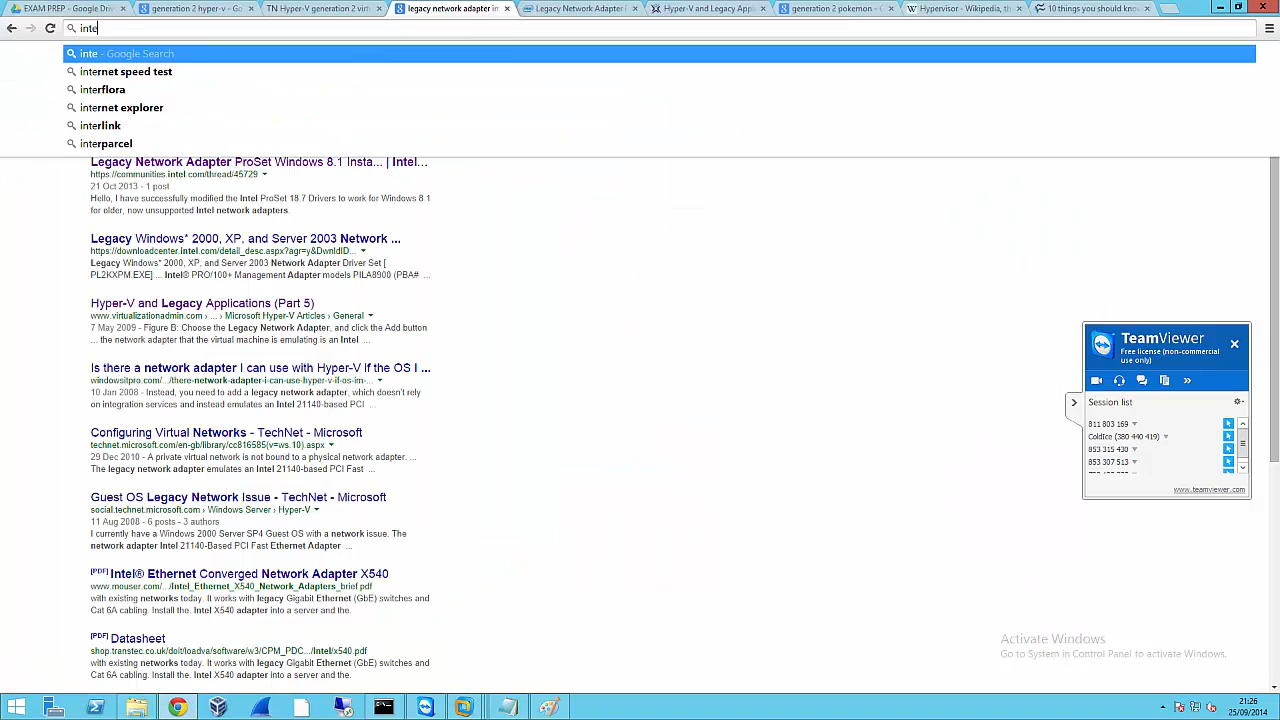 EXAM PREP - Google Driv
generation 2 hyper-v - Go
TN Hyper-V generation 2 virt
legacy network adapter in
Legacy Network Adapter
Hyper-V and Legacy Applic
generation 2 pokemon - G
Hypervisor - Wikipedia, th
10 things you should know
inte
inte - Google Search
internet speed test
interflora
internet explorer
interlink
interparcel
Legacy Network Adapter ProSet Windows 8.1 Insta... | Intel...
https://communities.intel.com/thread/45729
21 Oct 2013 - 1 post
Hello, I have successfully modified the Intel ProSet 18.7 Drivers to work for Windows 8.1
for older, now unsupported Intel network adapters.
Legacy Windows* 2000, XP, and Server 2003 Network ...
https://downloadcenter.intel.com/detail_desc.aspx?agr=y&DwnldID...
Legacy Windows* 2000, XP, and Server 2003 Network Adapter Driver Set [
PL2KXPM.EXE] ... Intel® PRO/100+ Management Adapter models PILA8900 (PBA# ...
Hyper-V and Legacy Applications (Part 5)
www.virtualizationadmin.com › ... › Microsoft Hyper-V Articles › General
7 May 2009 - Figure B: Choose the Legacy Network Adapter, and click the Add button
... the network adapter that the virtual machine is emulating is an Intel ...
Is there a network adapter I can use with Hyper-V if the OS I ...
windowsitpro.com/.../there-network-adapter-i-can-use-hyper-v-if-os-im-...
10 Jan 2008 - Instead, you need to add a legacy network adapter, which doesn't rely
on integration services and instead emulates an Intel 21140-based PCI ...
Configuring Virtual Networks - TechNet - Microsoft
technet.microsoft.com/en-gb/library/cc816585(v=ws.10).aspx
29 Dec 2010 - A private virtual network is not bound to a physical network adapter. ...
The legacy network adapter emulates an Intel 21140-based PCI Fast ...
Guest OS Legacy Network Issue - TechNet - Microsoft
social.technet.microsoft.com › Windows Server › Hyper-V
11 Aug 2008 - 6 posts - 3 authors
I currently have a Windows 2000 Server SP4 Guest OS with a network issue. The
network adapter Intel 21140-Based PCI Fast Ethernet Adapter ...
[PDF] Intel® Ethernet Converged Network Adapter X540
www.mouser.com/.../Intel_Ethernet_X540_Network_Adapters_brief.pdf
with existing networks today. It works with legacy Gigabit Ethernet (GbE) switches and
Cat 6A cabling. Install the. Intel X540 adapter into a server and the.
[PDF] Datasheet
shop.transtec.co.uk/doit/loadva/software/w3/CPM_PDC.../Intel/x540.pdf
with existing networks today. It works with legacy Gigabit Ethernet (GbE) switches and
Cat 6A cabling. Install the. Intel X540 adapter into a server and the.
TeamViewer
Free license (non-commercial
use only)
Session list
811 803 169
ColdIce (380 440 419)
853 315 430
853 307 513
www.teamviewer.com
Activate Windows
Go to System in Control Panel to activate Windows.
21:26
25/09/2014